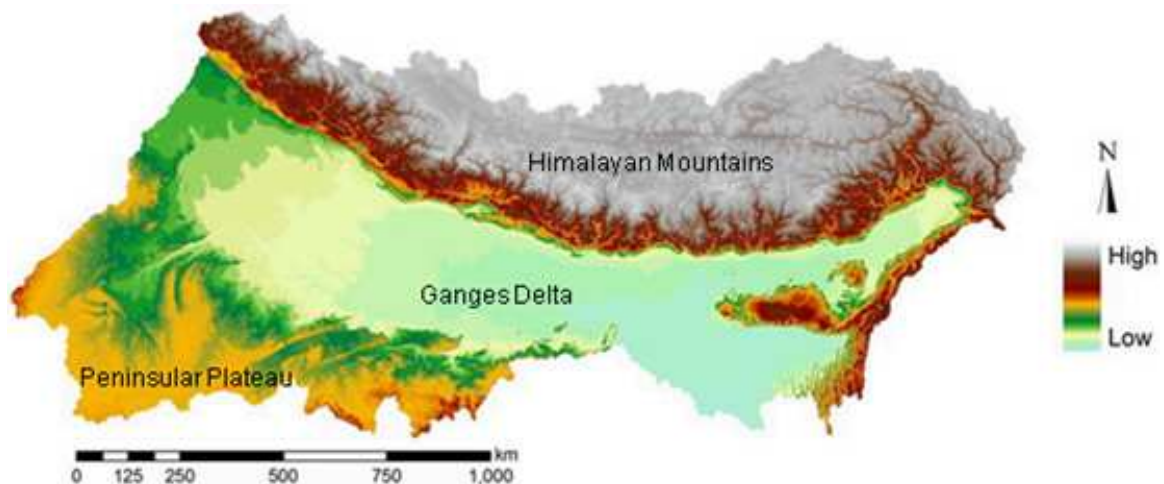 Himalayan Mountains
N
High
Low
Ganges Delta
Peninsular Plateau
km
0 125 250 500 750 1,000